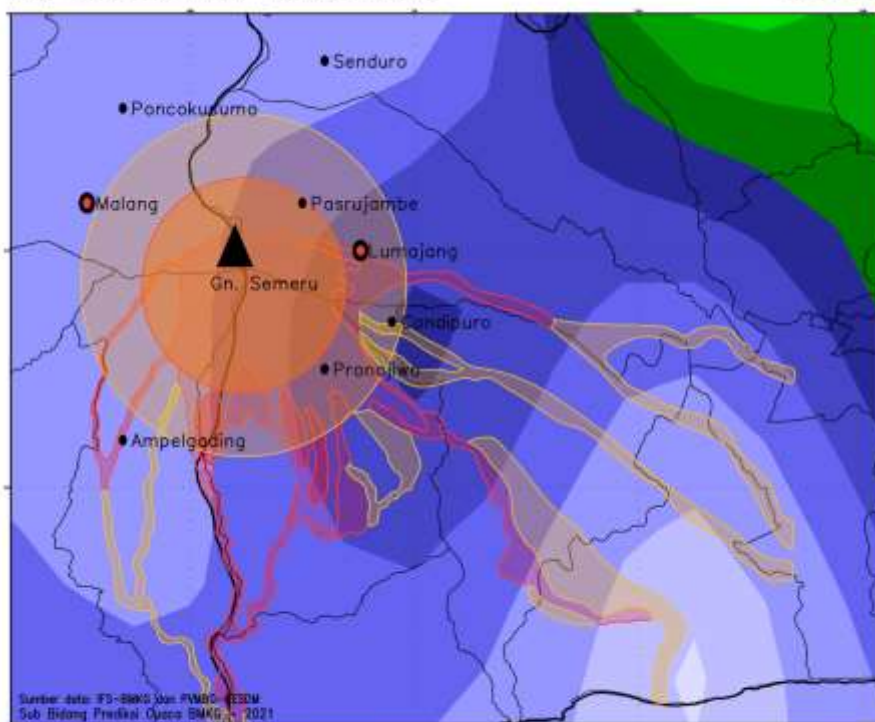 Senduro
Poncokusumo
Malang
Pasrujambe
Lumajang
Gn. Semeru
Candipuro
Pronojiwo
Ampelgading
Sumber data: IFS-BMKG dan PVMBG-KESDM
Sub Bidang Prediksi Cuaca BMKG - 2021